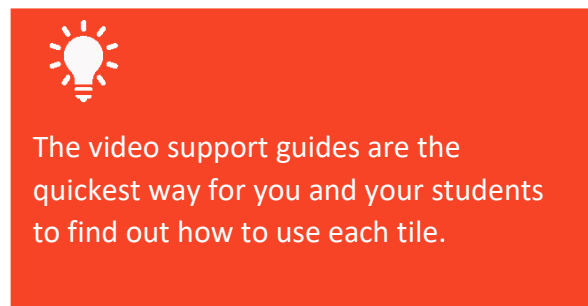 The video support guides are the
quickest way for you and your students
to find out how to use each tile.